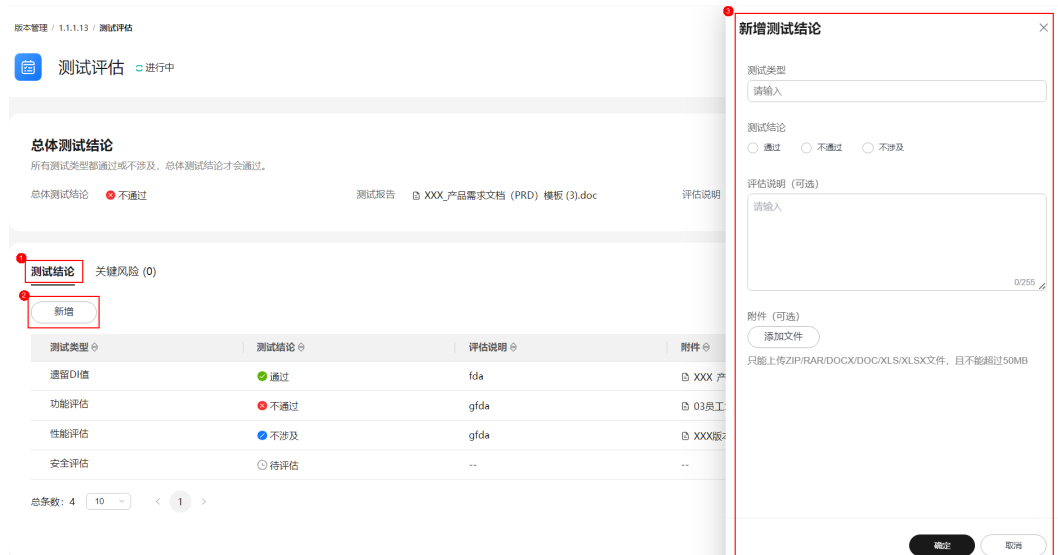 版本管理 / 1.1.1.13 / 测试评估
测试评估 进行中
总体测试结论
所有测试类型都通过或不涉及，总体测试结论才会通过。
总体测试结论 不通过 测试报告 XXX_产品需求文档（PRD）模板 (3).doc 评估说明
1
测试结论 关键风险 (0)
2
新增
测试类型 测试结论 评估说明 附件
遗留DI值 通过 fda XXX 产
功能评估 不通过 gfda 03员工
性能评估 不涉及 gfda XXX版
安全评估 待评估 -- --
总条数：4 10 < 1 >
3
新增测试结论
测试类型
请输入
测试结论
通过 不通过 不涉及
评估说明（可选）
请输入
0/255
附件（可选）
添加文件
只能上传ZIP/RAR/DOCX/DOC/XLS/XLSX文件，且不能超过50MB
确定 取消